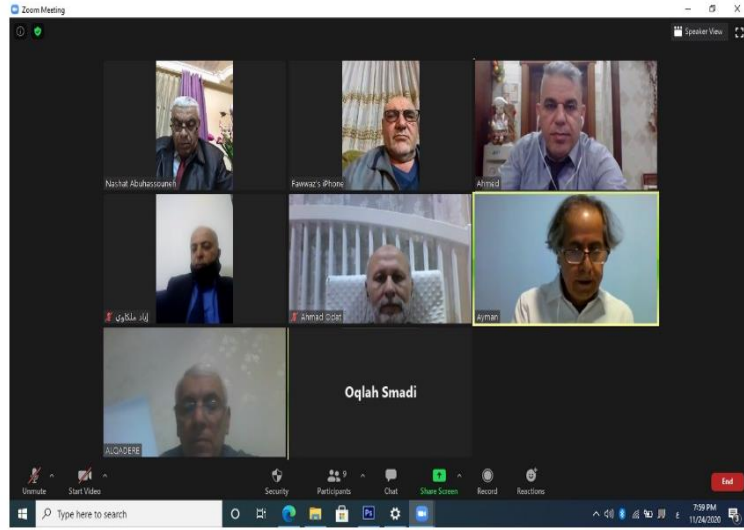 Zoom Meeting
Speaker View
Nashat Abuhassouneh
Fawwaz's iPhone
Ahmed
إياد ملكاوي
Ahmad Odat
Ayman
ALQADERE
Oqlah Smadi
Unmute
Start Video
Security
Participants
9
Chat
Share Screen
Record
Reactions
End
Type here to search
Ps
ع
7:59 PM
11/24/2020